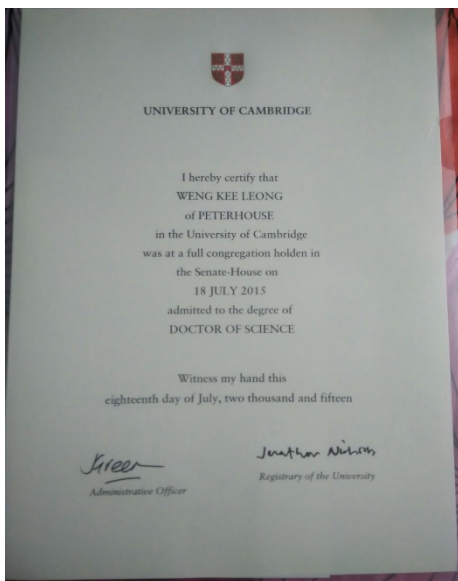 UNIVERSITY OF CAMBRIDGE
I hereby certify that
WENG KEE LEONG
of PETERHOUSE
in the University of Cambridge
was at a full congregation holden in
the Senate-House on
18 JULY 2015
admitted to the degree of
DOCTOR OF SCIENCE
Witness my hand this
eighteenth day of July, two thousand and fifteen
Jonathan Nicholls
Administrative Officer
Registrary of the University